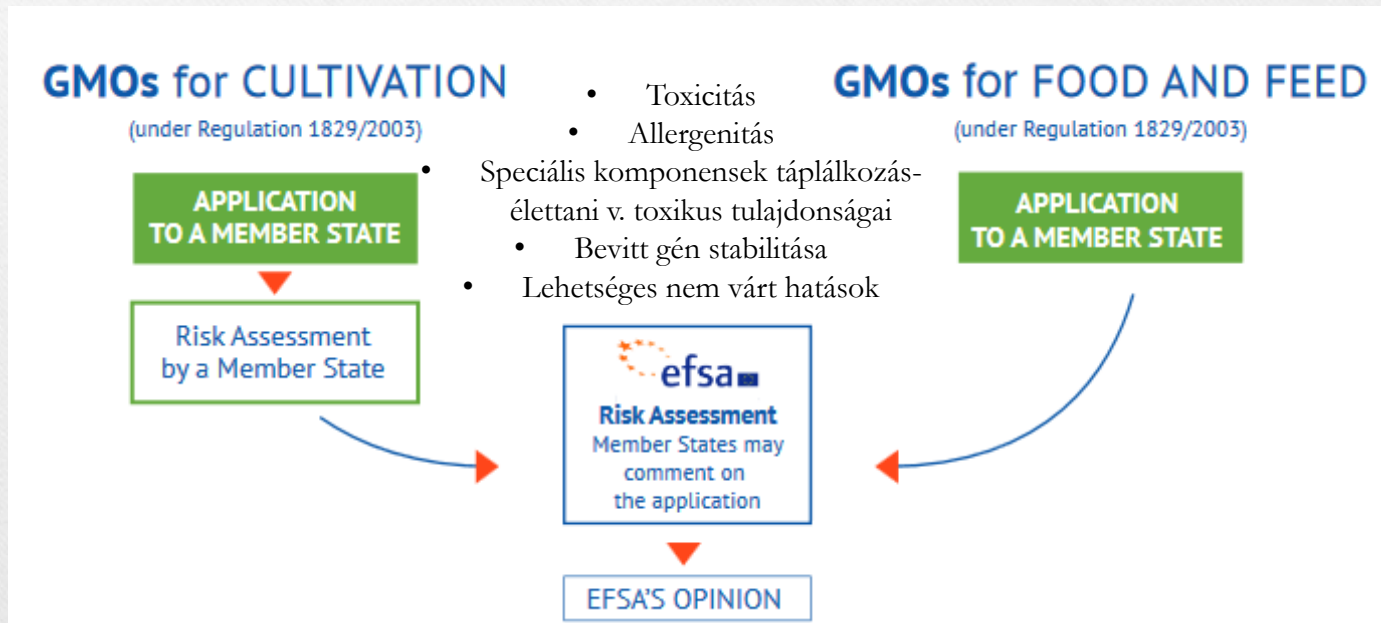 GMOs for CULTIVATION
(under Regulation 1829/2003)
APPLICATION
TO A MEMBER STATE
Risk Assessment
by a Member State
• Toxicitás
• Allergenitás
• Speciális komponensek táplálkozás-
élettani v. toxikus tulajdonságai
• Bevitt gén stabilitása
• Lehetséges nem várt hatások
GMOs for FOOD AND FEED
(under Regulation 1829/2003)
APPLICATION
TO A MEMBER STATE
efsa
Risk Assessment
Member States may
comment on
the application
EFSA'S OPINION